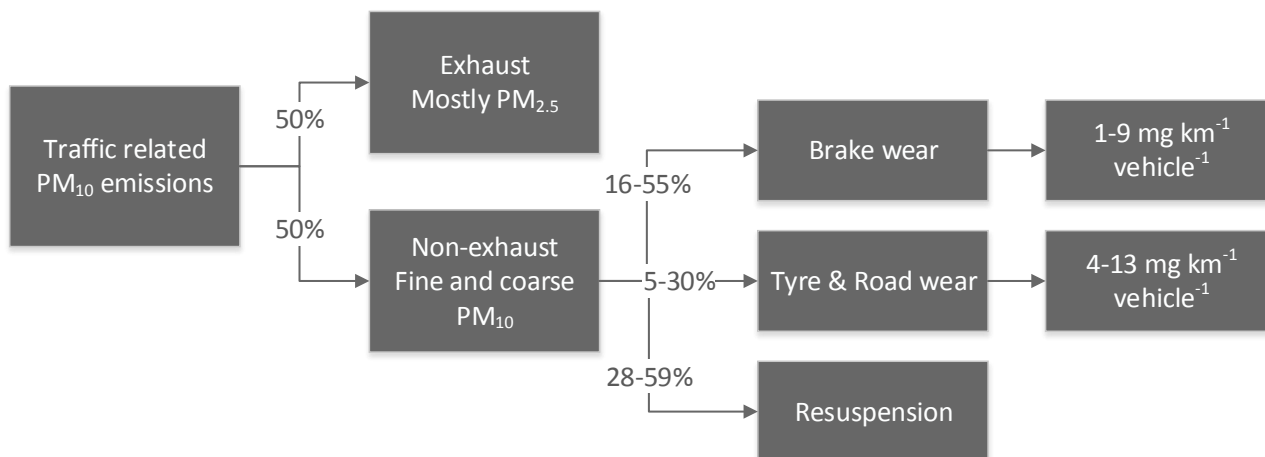 Traffic related
PM₁₀ emissions
50%
50%
Exhaust
Mostly PM₂.₅
Non-exhaust
Fine and coarse
PM₁₀
16-55%
5-30%
28-59%
Brake wear
1-9 mg km⁻¹
vehicle⁻¹
Tyre & Road wear
4-13 mg km⁻¹
vehicle⁻¹
Resuspension